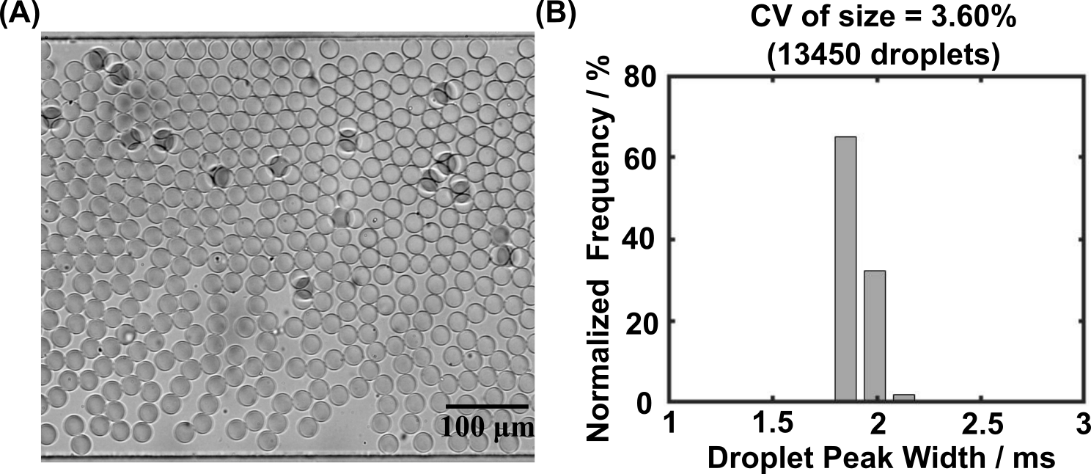 (A)
100 µm
(B)
CV of size = 3.60%
(13450 droplets)
Normalized Frequency / %
80
60
40
20
0
1
1.5
2
2.5
3
Droplet Peak Width / ms